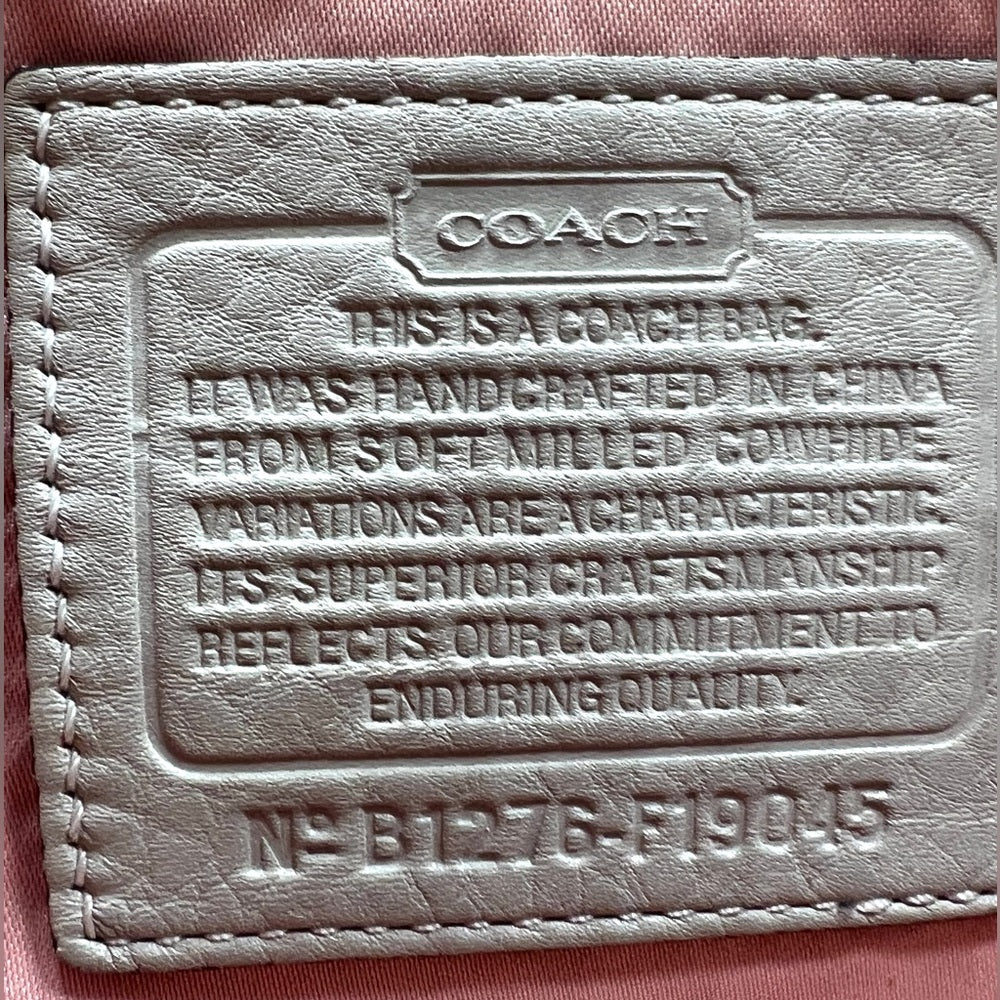 COACH
THIS IS A COACH BAG.
IT WAS HANDCRAFTED IN CHINA
FROM SOFT MILLED COWHIDE.
VARIATIONS ARE A CHARACTERISTIC.
ITS SUPERIOR CRAFTSMANSHIP
REFLECTS OUR COMMITMENT TO
ENDURING QUALITY.
Nº B1276-F19045